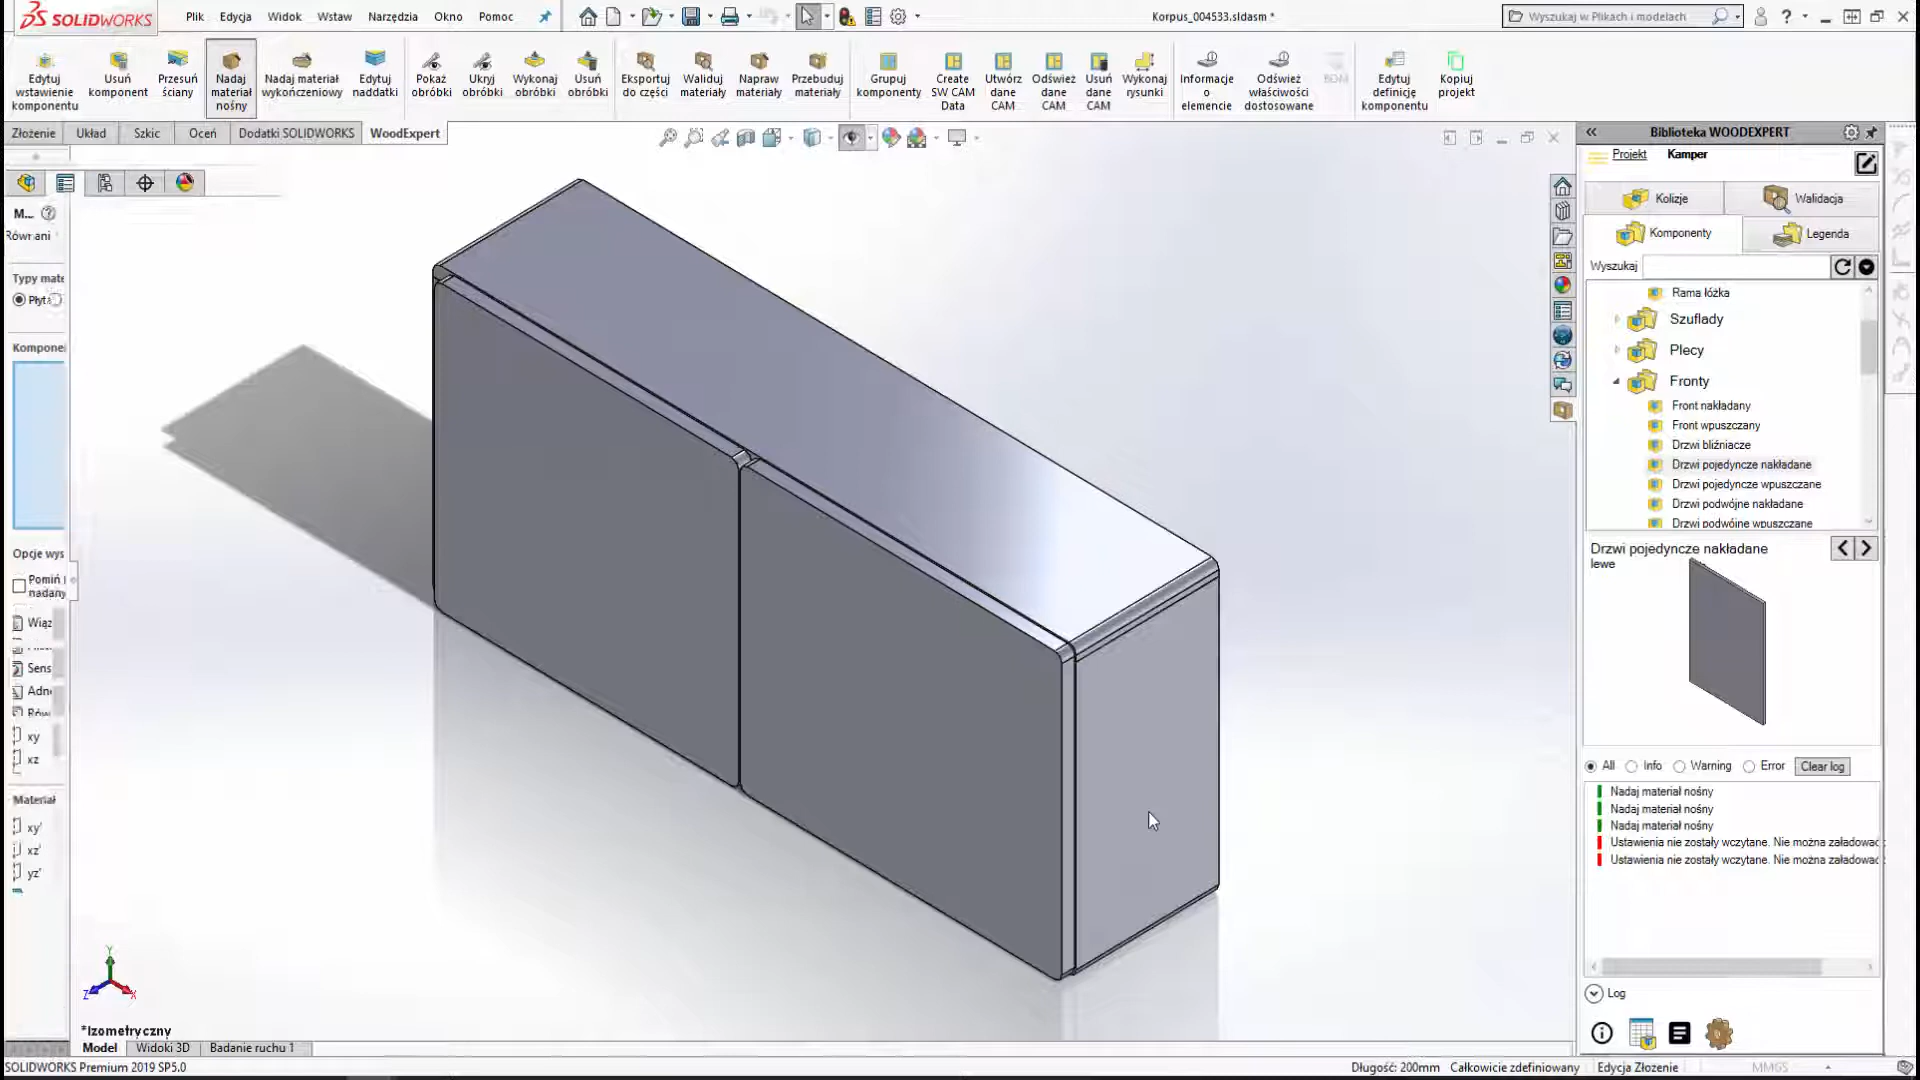 SOLIDWORKS
Plik Edycja Widok Wstaw Narzędzia Okno Pomoc
Korpus_004533.sldasm *
Wyszukaj w Plikach i modelach
Edytuj wstawienie komponentu
Usuń komponent
Przesuń ściany
Nadaj materiał nośny
Nadaj materiał wykończeniowy
Edytuj naddatki
Pokaż obróbki
Ukryj obróbki
Wykonaj obróbki
Usuń obróbki
Eksportuj do części
Waliduj materiały
Napraw materiały
Przebuduj materiały
Grupuj komponenty
Create SW CAM Data
Utwórz dane CAM
Odśwież dane CAM
Usuń dane CAM
Wykonaj rysunki
Informacje o elemencie
Odśwież właściwości dostosowane
BOM
Edytuj definicję komponentu
Kopiuj projekt
Złożenie Układ Szkic Oceń Dodatki SOLIDWORKS WoodExpert
M...
Równani
Typy mate
Płyta
Kompone
Opcje wys
Pomiń
nadany
Wiąz
Sens
Adno
Rów
xy
xz
Materiał
xy'
xz'
yz'
Y
Z
X
*Izometryczny
Model Widoki 3D Badanie ruchu 1
SOLIDWORKS Premium 2019 SP5.0
Długość: 200mm Całkowicie zdefiniowany Edycja Złożenie MMGS
Biblioteka WOODEXPERT
Projekt Kamper
Kolizje Walidacja
Komponenty Legenda
Wyszukaj
Rama łóżka
Szuflady
Plecy
Fronty
Front nakładany
Front wpuszczany
Drzwi bliźniacze
Drzwi pojedyncze nakładane
Drzwi pojedyncze wpuszczane
Drzwi podwójne nakładane
Drzwi podwójne wpuszczane
Drzwi pojedyncze nakładane
lewe
All Info Warning Error Clear log
Nadaj materiał nośny
Nadaj materiał nośny
Nadaj materiał nośny
Ustawienia nie zostały wczytane. Nie można załadować
Ustawienia nie zostały wczytane. Nie można załadować
Log